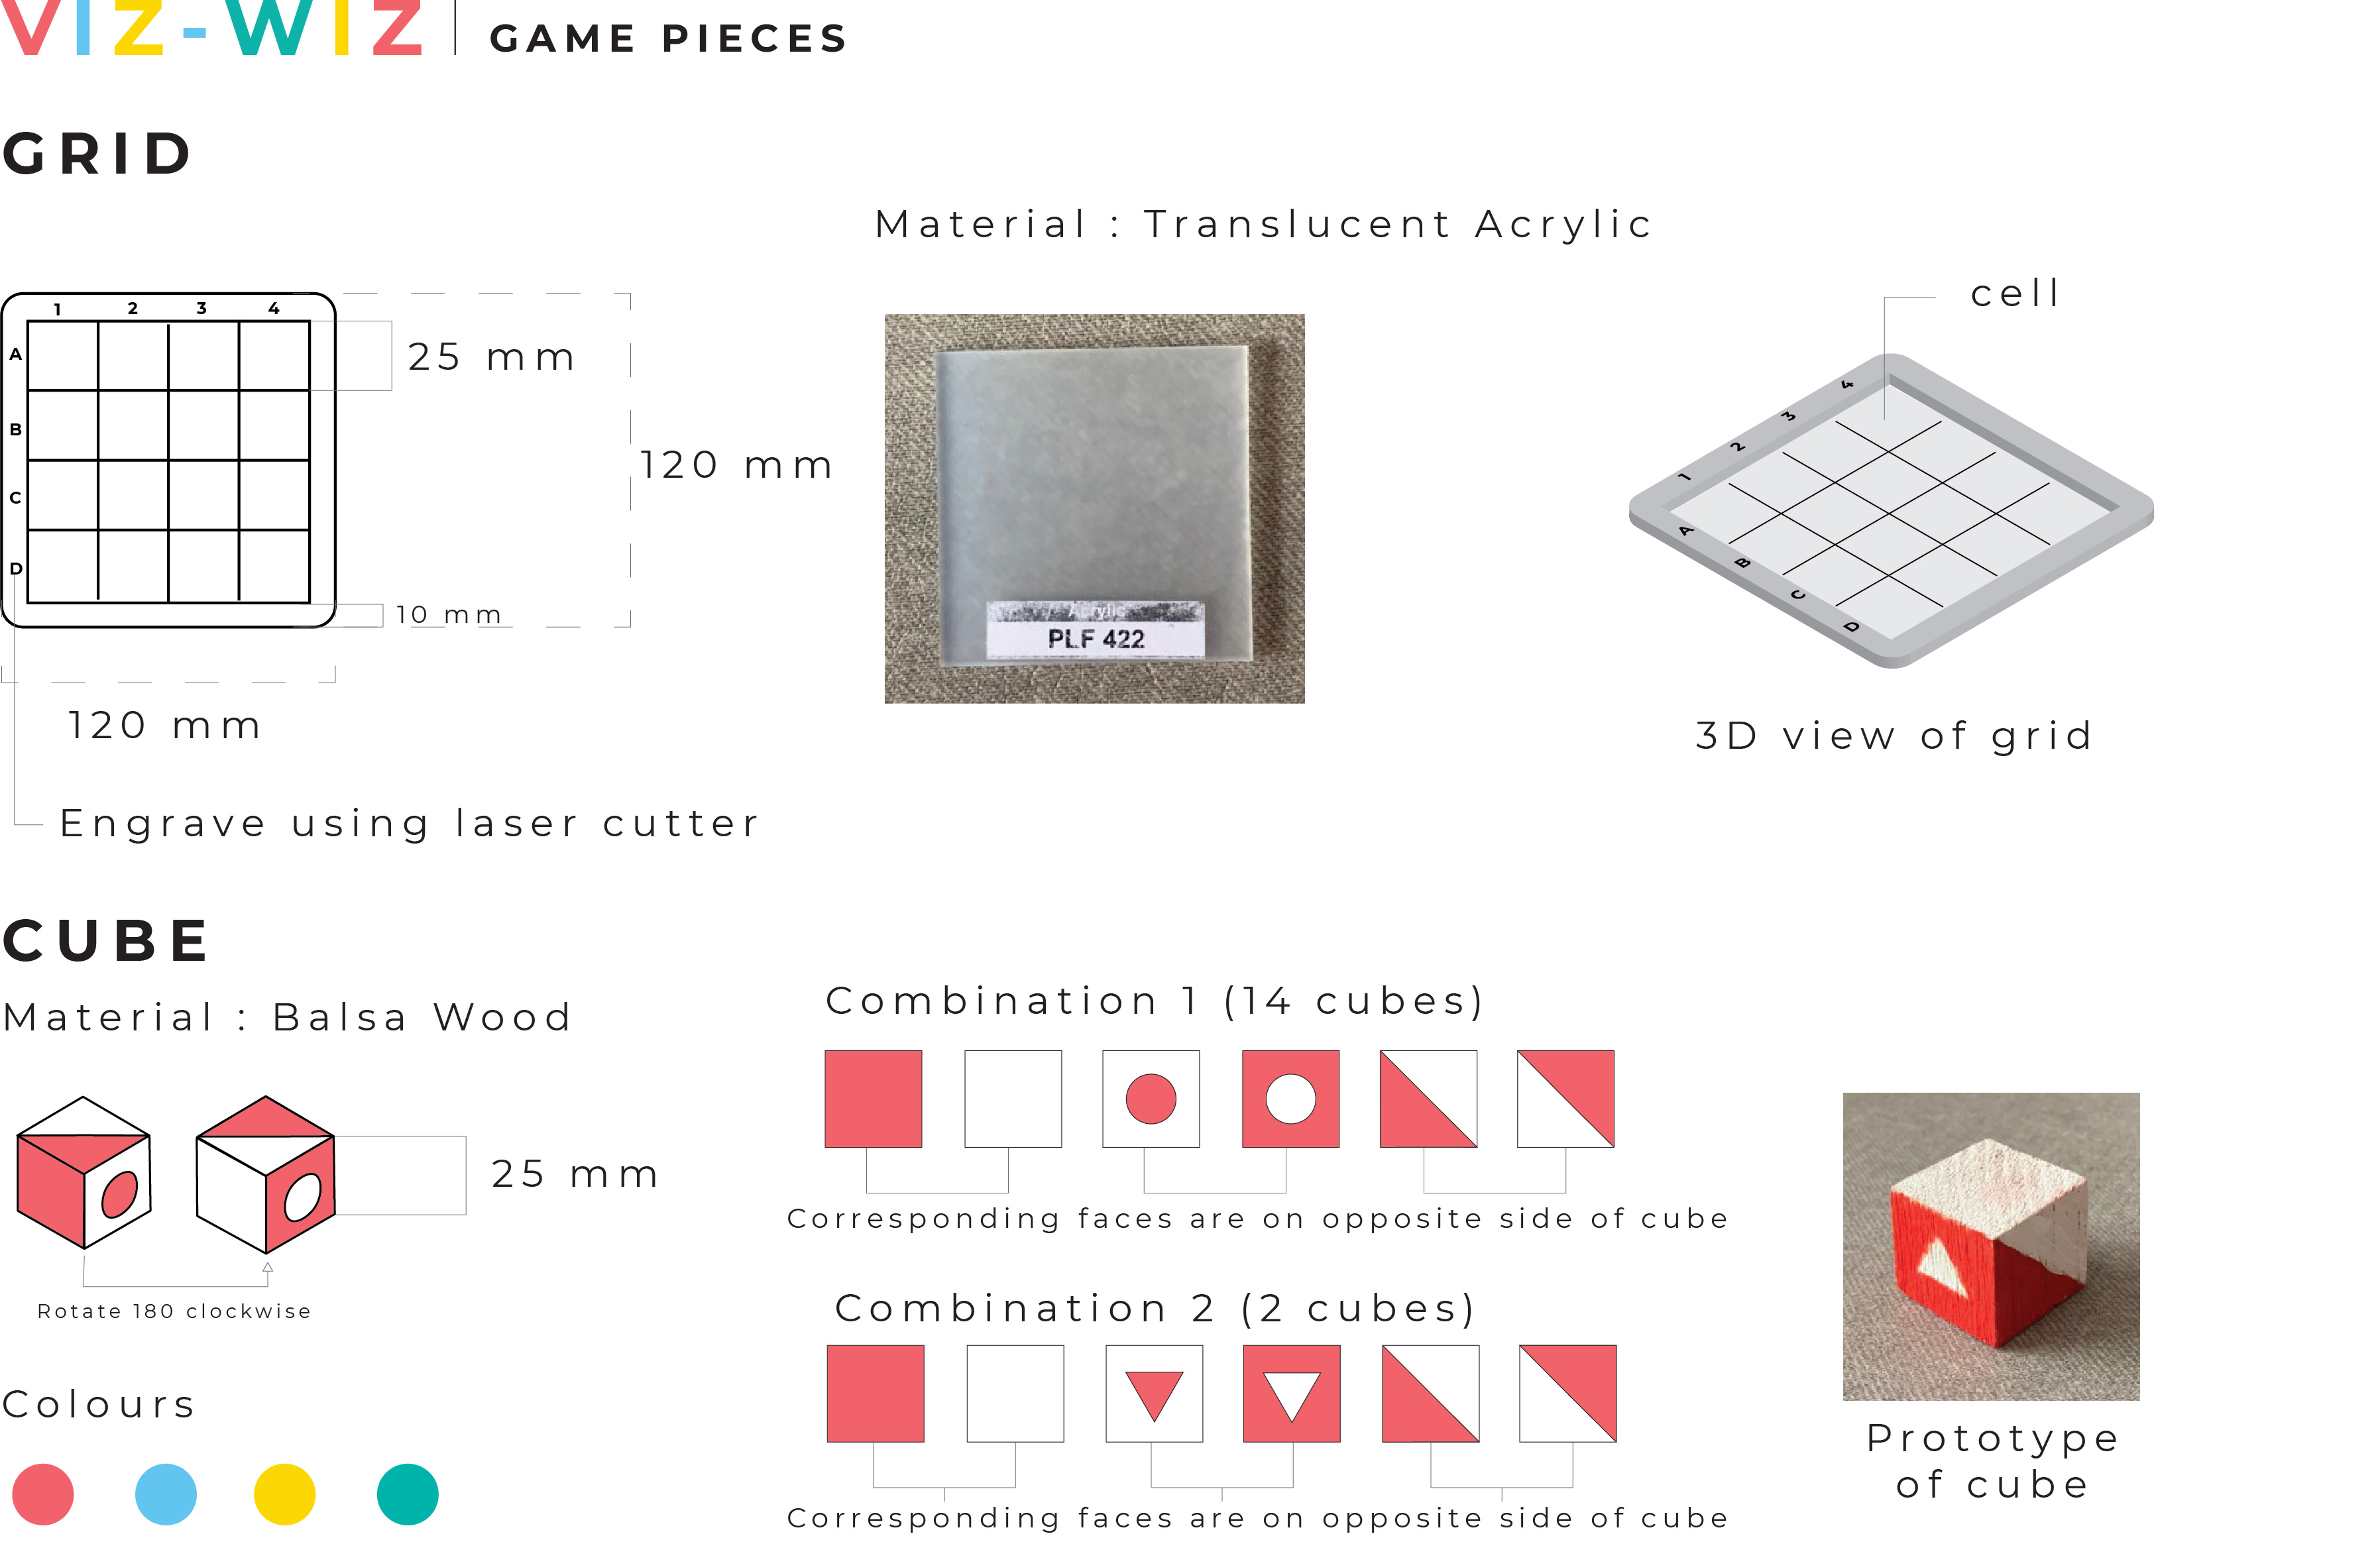 VIZ-WIZ
GAME PIECES
GRID
Material : Translucent Acrylic
1 2 3 4
A
B
C
D
25 mm
120 mm
10 mm
120 mm
Engrave using laser cutter
Acrylic
PLF 422
cell
1 2 3 4
A
B
C
D
3D view of grid
CUBE
Material : Balsa Wood
25 mm
Rotate 180 clockwise
Colours
Combination 1 (14 cubes)
Corresponding faces are on opposite side of cube
Combination 2 (2 cubes)
Corresponding faces are on opposite side of cube
Prototype
of cube